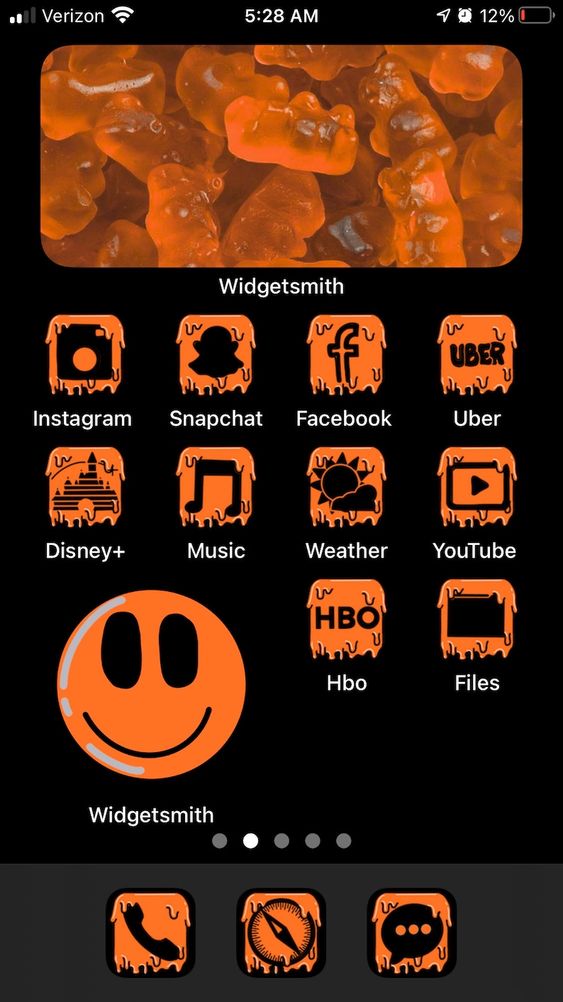 Verizon 5:28 AM 12%
Widgetsmith
UBER
Instagram Snapchat Facebook Uber
Disney+ Music Weather YouTube
HBO
Hbo Files
Widgetsmith